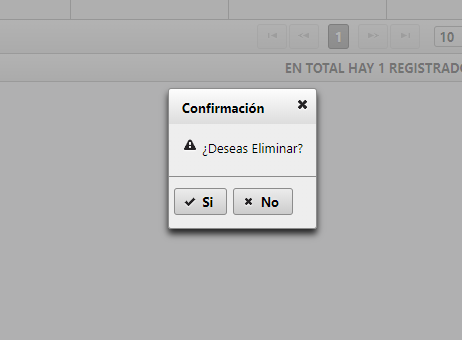 1 10
EN TOTAL HAY 1 REGISTRADO
Confirmación
¿Deseas Eliminar?
Si No